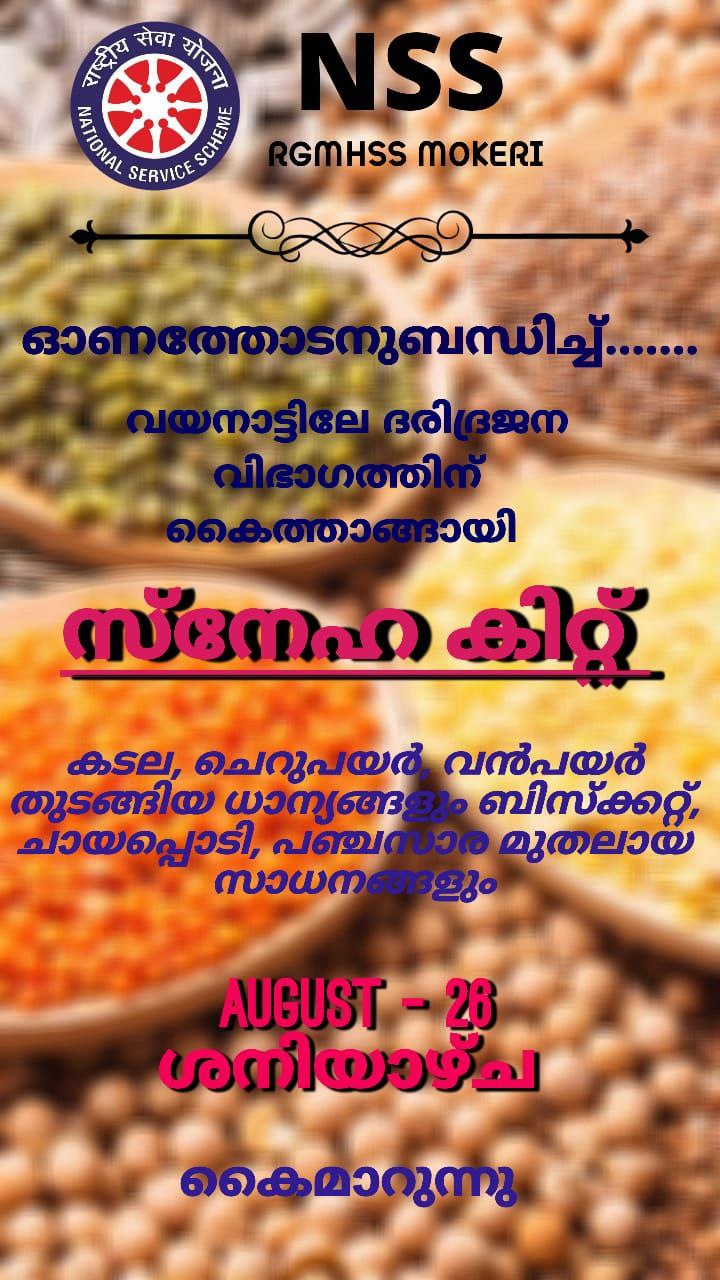 राष्ट्रीय सेवा योजना
NATIONAL SERVICE SCHEME
NSS
RGMHSS MOKERI
ഓണത്തോടനുബന്ധിച്ച്.......
വയനാട്ടിലേ ദരിദ്രജന
വിഭാഗത്തിന്
കൈത്താങ്ങായി
സ്നേഹ കിറ്റ്
കടല, ചെറുപയർ, വൻപയർ
തുടങ്ങിയ ധാന്യങ്ങളും ബിസ്ക്കറ്റ്,
ചായപ്പൊടി, പഞ്ചസാര മുതലായ
സാധനങ്ങളും
AUGUST - 26
ശനിയാഴ്ച
കൈമാറുന്നു